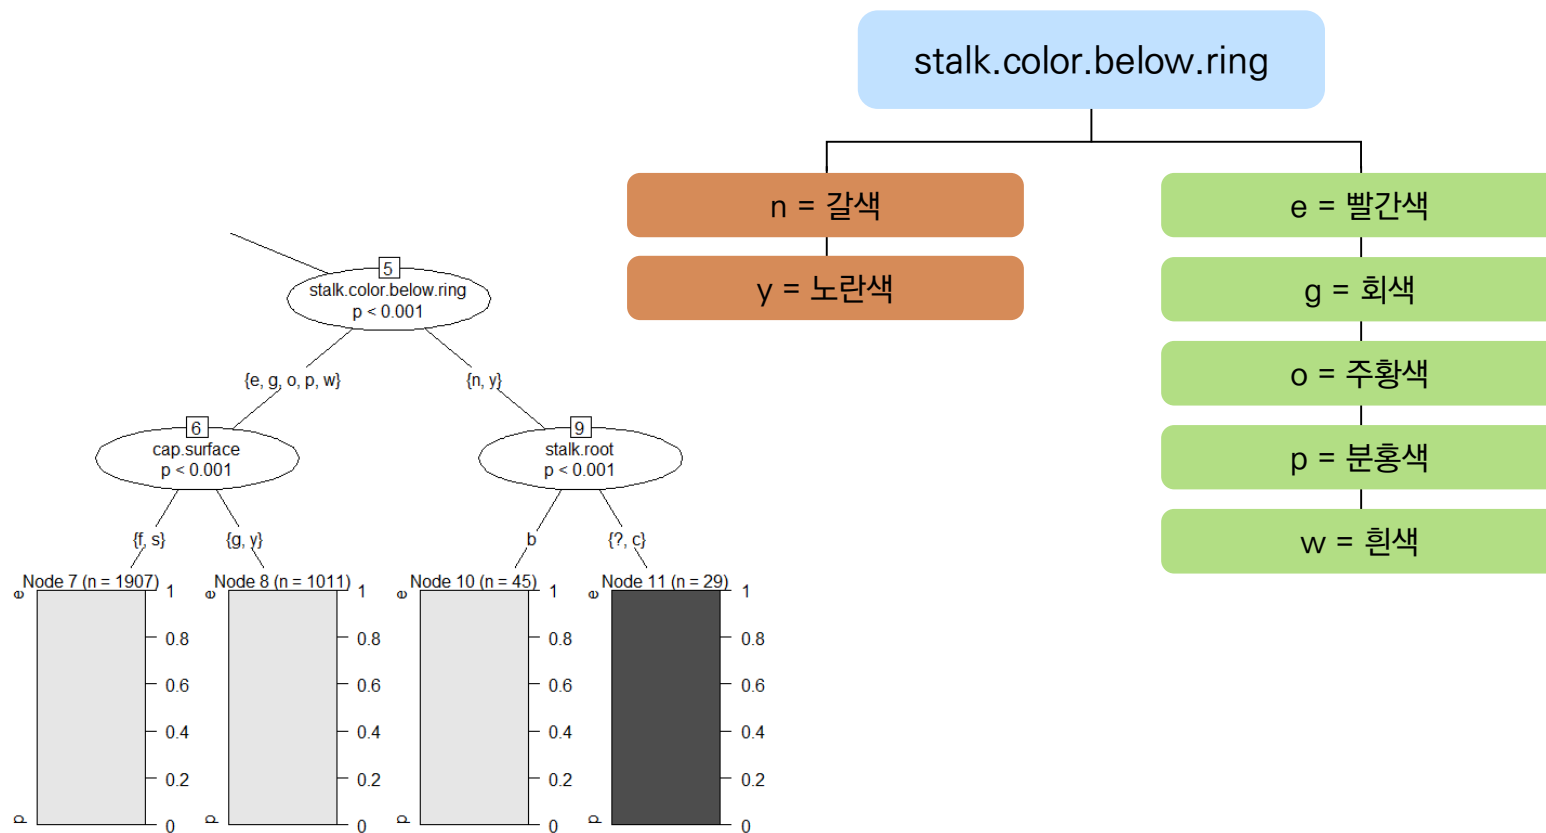 stalk.color.below.ring
n = 갈색
y = 노란색
e = 빨간색
g = 회색
o = 주황색
p = 분홍색
w = 흰색
5
stalk.color.below.ring
p < 0.001
{e, g, o, p, w}
{n, y}
6
cap.surface
p < 0.001
9
stalk.root
p < 0.001
{f, s}
{g, y}
b
{?, c}
Node 7 (n = 1907)
e
p
1
0.8
0.6
0.4
0.2
0
Node 8 (n = 1011)
e
p
1
0.8
0.6
0.4
0.2
0
Node 10 (n = 45)
e
p
1
0.8
0.6
0.4
0.2
0
Node 11 (n = 29)
e
p
1
0.8
0.6
0.4
0.2
0